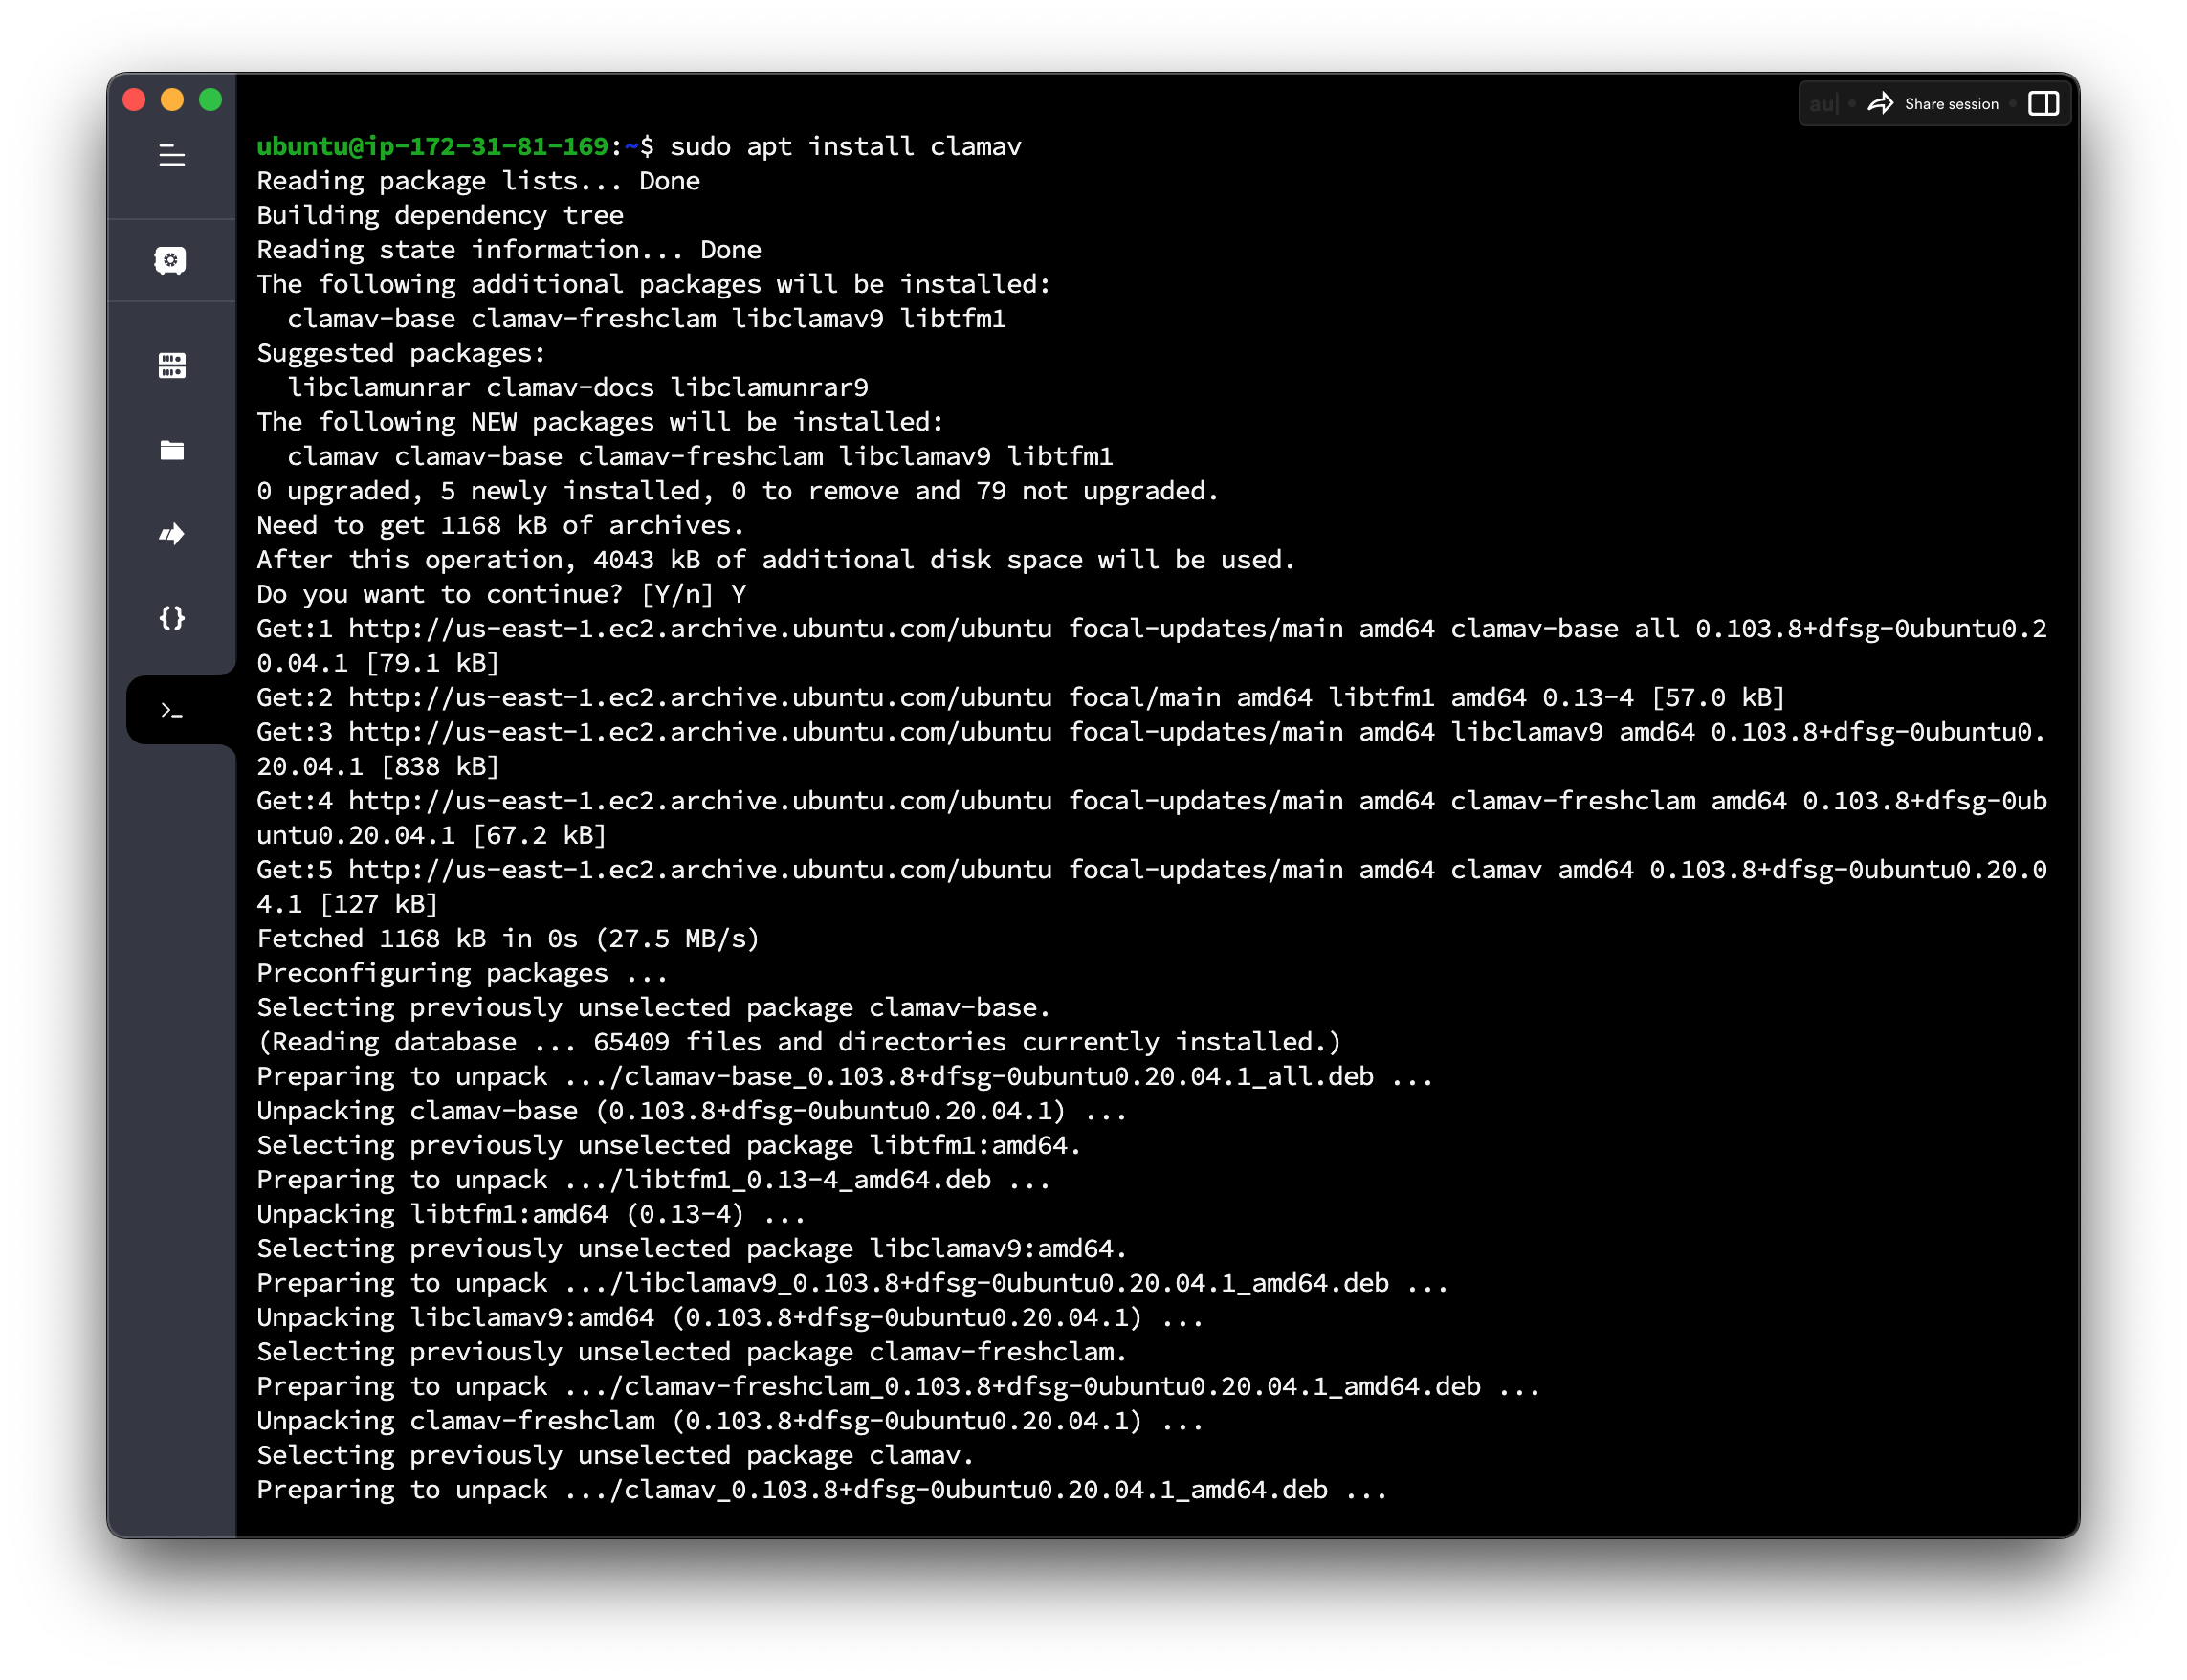 Share session
ubuntu@ip-172-31-81-169:~$ sudo apt install clamav
Reading package lists... Done
Building dependency tree
Reading state information... Done
The following additional packages will be installed:
  clamav-base clamav-freshclam libclamav9 libtfm1
Suggested packages:
  libclamunrar clamav-docs libclamunrar9
The following NEW packages will be installed:
  clamav clamav-base clamav-freshclam libclamav9 libtfm1
0 upgraded, 5 newly installed, 0 to remove and 79 not upgraded.
Need to get 1168 kB of archives.
After this operation, 4043 kB of additional disk space will be used.
Do you want to continue? [Y/n] Y
Get:1 http://us-east-1.ec2.archive.ubuntu.com/ubuntu focal-updates/main amd64 clamav-base all 0.103.8+dfsg-0ubuntu0.2
0.04.1 [79.1 kB]
Get:2 http://us-east-1.ec2.archive.ubuntu.com/ubuntu focal/main amd64 libtfm1 amd64 0.13-4 [57.0 kB]
Get:3 http://us-east-1.ec2.archive.ubuntu.com/ubuntu focal-updates/main amd64 libclamav9 amd64 0.103.8+dfsg-0ubuntu0.
20.04.1 [838 kB]
Get:4 http://us-east-1.ec2.archive.ubuntu.com/ubuntu focal-updates/main amd64 clamav-freshclam amd64 0.103.8+dfsg-0ub
untu0.20.04.1 [67.2 kB]
Get:5 http://us-east-1.ec2.archive.ubuntu.com/ubuntu focal-updates/main amd64 clamav amd64 0.103.8+dfsg-0ubuntu0.20.0
4.1 [127 kB]
Fetched 1168 kB in 0s (27.5 MB/s)
Preconfiguring packages ...
Selecting previously unselected package clamav-base.
(Reading database ... 65409 files and directories currently installed.)
Preparing to unpack .../clamav-base_0.103.8+dfsg-0ubuntu0.20.04.1_all.deb ...
Unpacking clamav-base (0.103.8+dfsg-0ubuntu0.20.04.1) ...
Selecting previously unselected package libtfm1:amd64.
Preparing to unpack .../libtfm1_0.13-4_amd64.deb ...
Unpacking libtfm1:amd64 (0.13-4) ...
Selecting previously unselected package libclamav9:amd64.
Preparing to unpack .../libclamav9_0.103.8+dfsg-0ubuntu0.20.04.1_amd64.deb ...
Unpacking libclamav9:amd64 (0.103.8+dfsg-0ubuntu0.20.04.1) ...
Selecting previously unselected package clamav-freshclam.
Preparing to unpack .../clamav-freshclam_0.103.8+dfsg-0ubuntu0.20.04.1_amd64.deb ...
Unpacking clamav-freshclam (0.103.8+dfsg-0ubuntu0.20.04.1) ...
Selecting previously unselected package clamav.
Preparing to unpack .../clamav_0.103.8+dfsg-0ubuntu0.20.04.1_amd64.deb ...